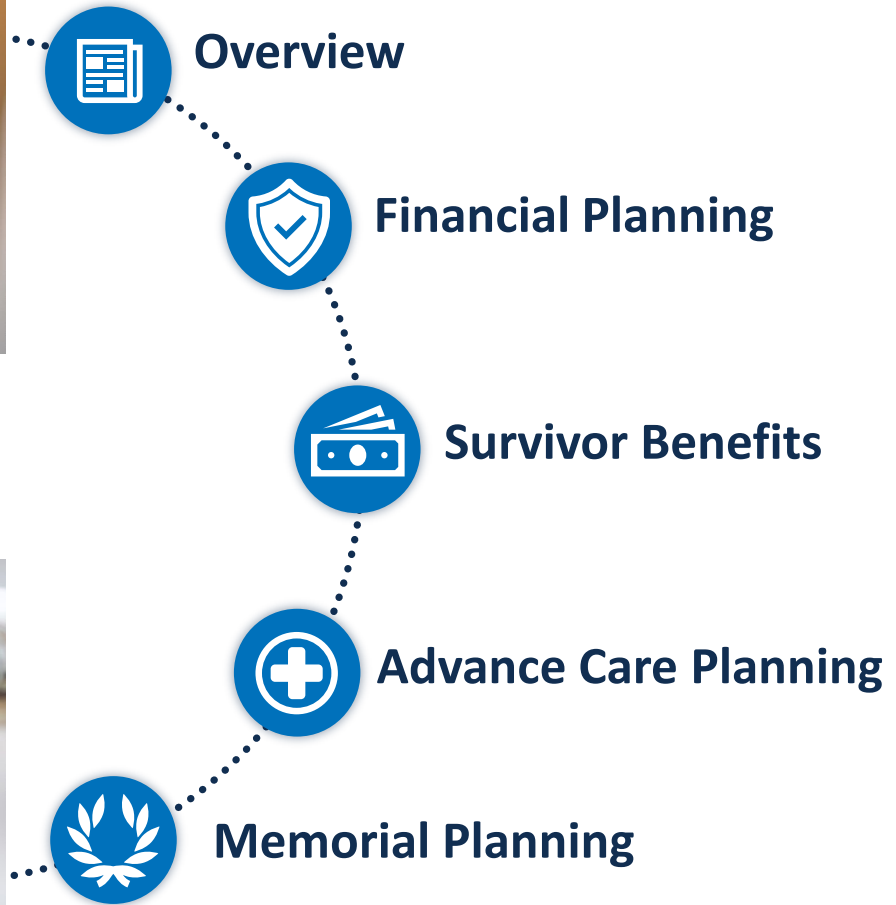 Overview
Financial Planning
Survivor Benefits
Advance Care Planning
Memorial Planning